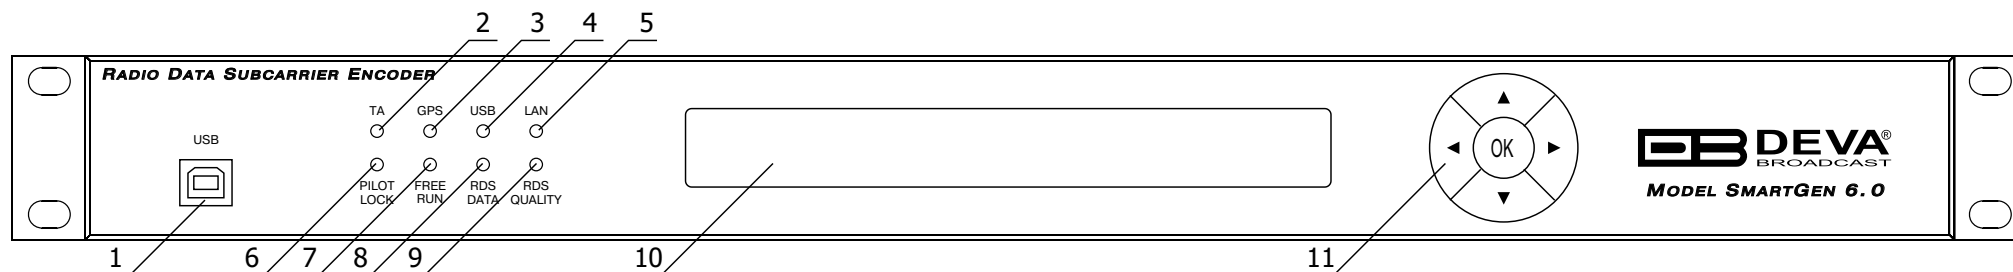 2 3 4 5
RADIO DATA SUBCARRIER ENCODER
TA GPS USB LAN
USB
OK
DEVA®
BROADCAST
PILOT LOCK
FREE RUN
RDS DATA
RDS QUALITY
MODEL SMARTGEN 6.0
1 6 7 8 9 10 11